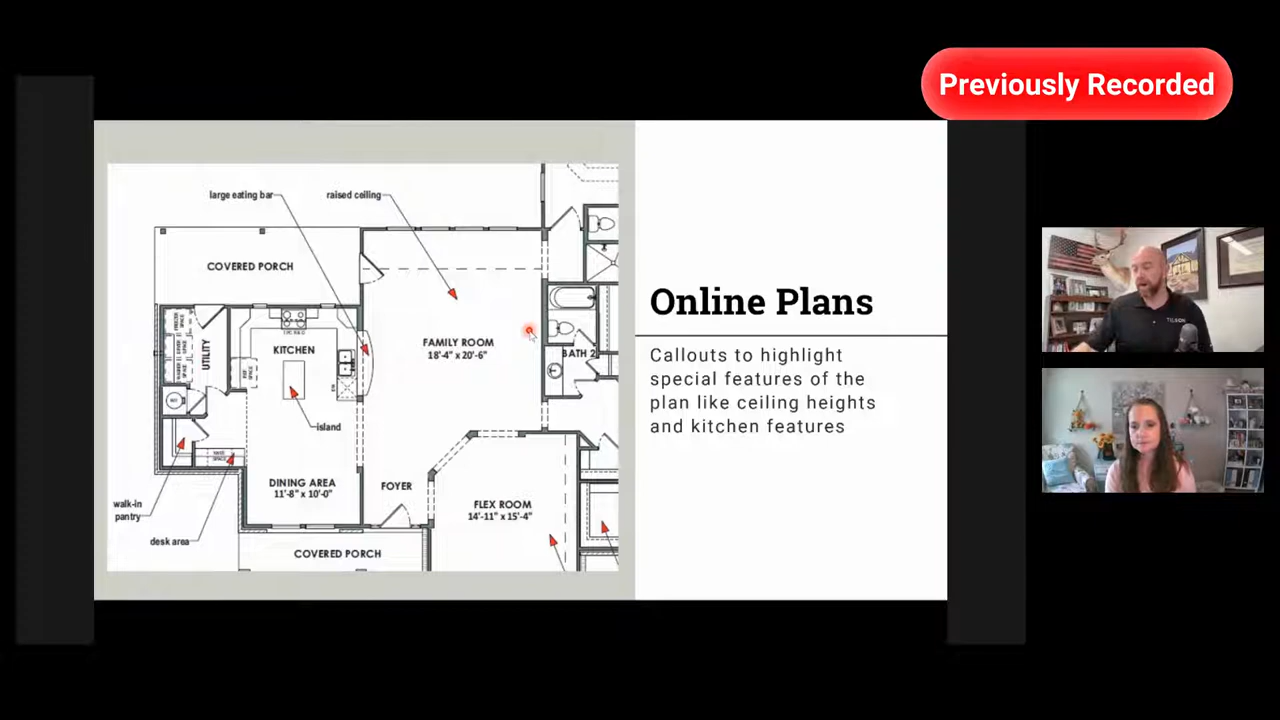 Previously Recorded
large eating bar
raised ceiling
COVERED PORCH
FAMILY ROOM
18'-4" x 20'-6"
KITCHEN
UTILITY
BATH 2
island
DINING AREA
11'-8" x 10'-0"
FOYER
FLEX ROOM
14'-11" x 15'-4"
walk-in
pantry
desk area
COVERED PORCH
Online Plans
Callouts to highlight
special features of the
plan like ceiling heights
and kitchen features
TILSON